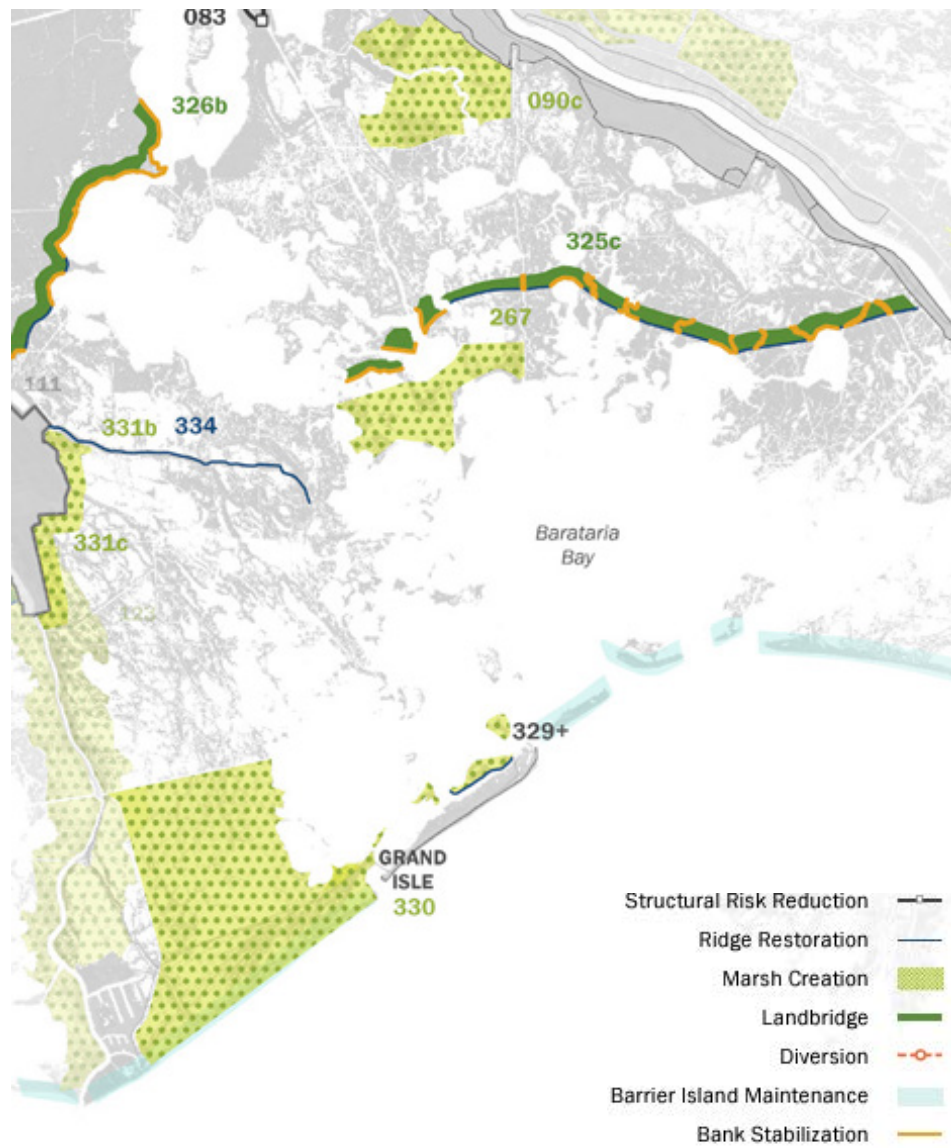 083
326b
090c
325c
267
111
331b 334
331c
Barataria
Bay
123
329+
GRAND
ISLE
330
Structural Risk Reduction
Ridge Restoration
Marsh Creation
Landbridge
Diversion
Barrier Island Maintenance
Bank Stabilization